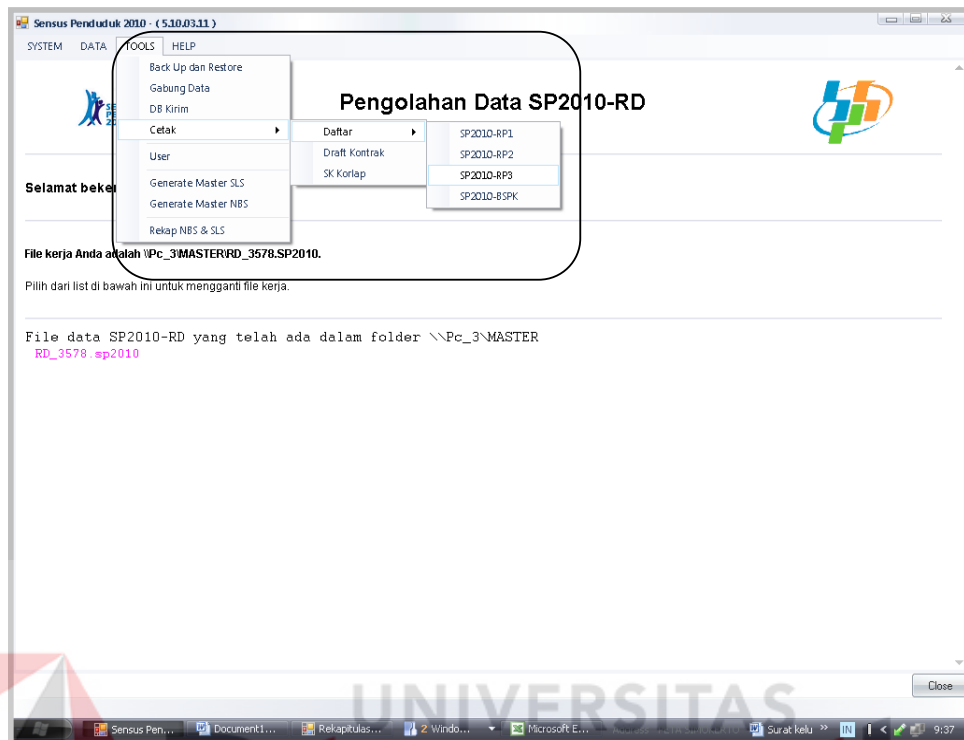 Sensus Penduduk 2010 - ( 5.10.03.11 )
SYSTEM DATA TOOLS HELP
Back Up dan Restore
Gabung Data
DB Kirim
Cetak
User
Generate Master SLS
Generate Master NBS
Rekap NBS & SLS
Daftar
Draft Kontrak
SK Korlap
SP2010-RP1
SP2010-RP2
SP2010-RP3
SP2010-BSPK
Pengolahan Data SP2010-RD
Selamat
File kerja Anda adalah \\Pc_3\MASTER\RD_3578.SP2010.
Pilih dari list di bawah ini untuk mengganti file kerja.
File data SP2010-RD yang telah ada dalam folder \\Pc_3\MASTER
RD_3578.sp2010
Close
UNIVERSITAS
Sensus Pen... Document1... Rekapitulas... 2 Windo... Microsoft E... Surat kelu » IN < 9:37